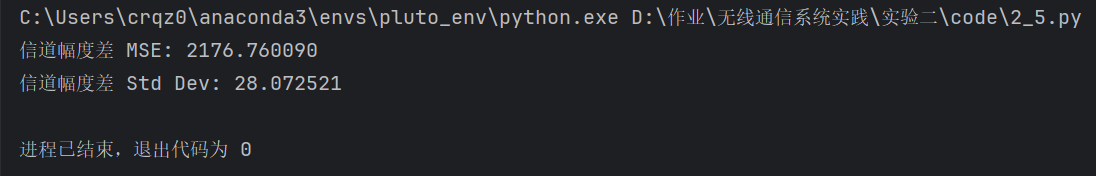 C:\Users\crqz0\anaconda3\envs\pluto_env\python.exe D:\作业\无线通信系统实践\实验二\code\2_5.py
信道幅度差 MSE: 2176.760090
信道幅度差 Std Dev: 28.072521
进程已结束，退出代码为 0